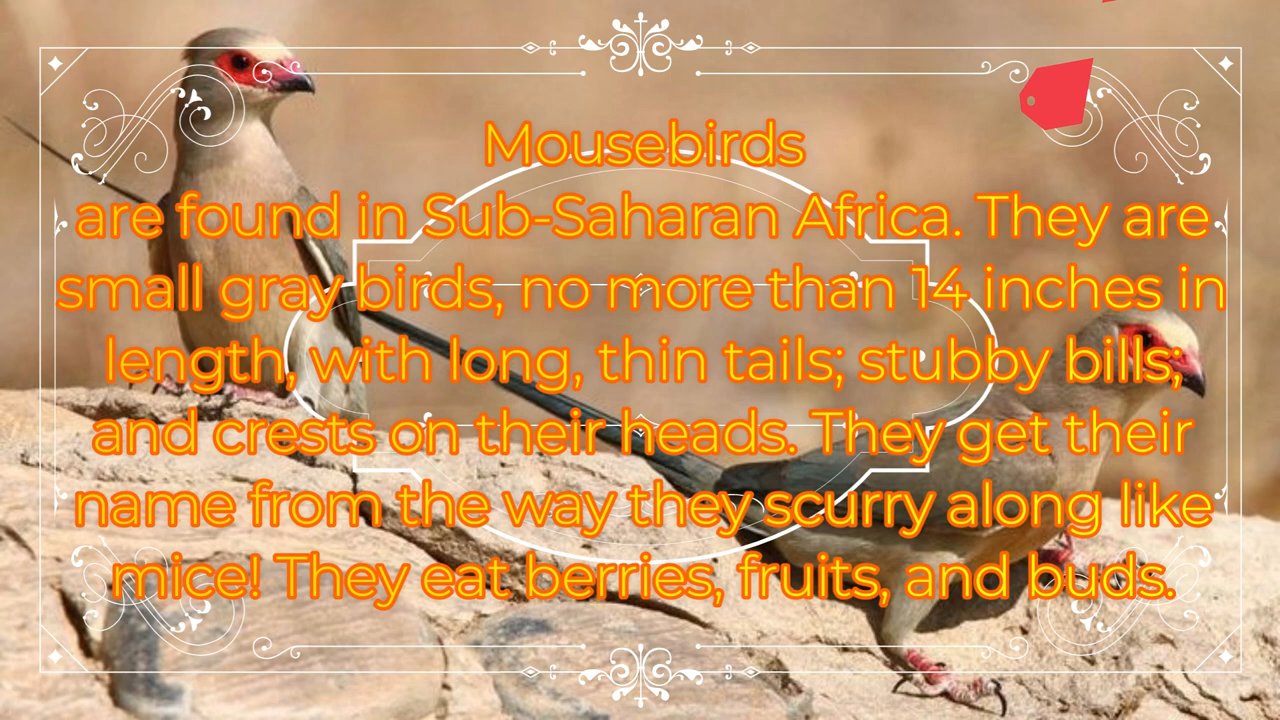 Mousebirds
are found in Sub-Saharan Africa. They are
small gray birds, no more than 14 inches in
length, with long, thin tails; stubby bills;
and crests on their heads. They get their
name from the way they scurry along like
mice! They eat berries, fruits, and buds.